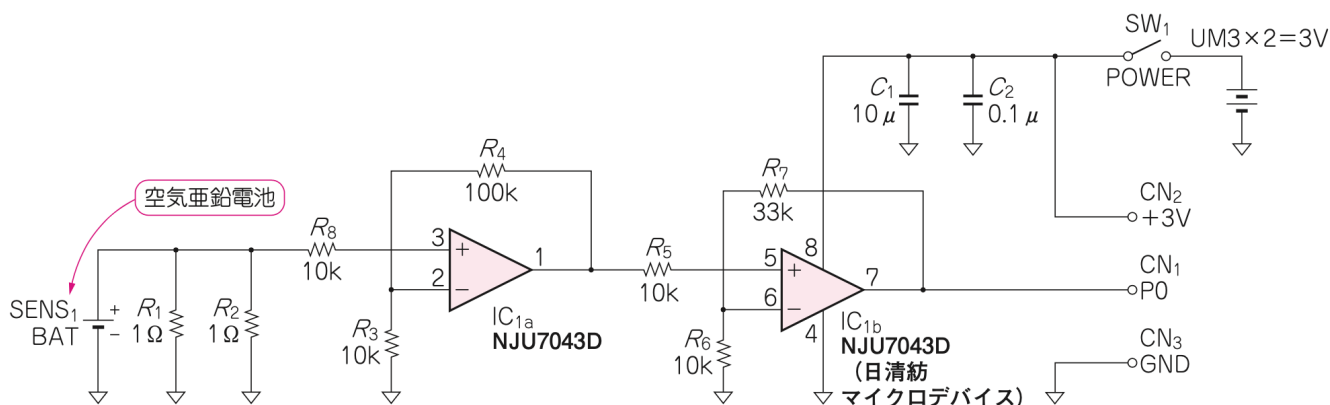 SW1
UM3×2=3V
POWER
C1
10μ
C2
0.1μ
R4
100k
R7
33k
空気亜鉛電池
CN2
+3V
R8
10k
3
+
2
−
1
R5
10k
5
+
6
−
8
7
4
CN1
P0
SENS1
BAT
+
−
R1
1Ω
R2
1Ω
R3
10k
IC1a
NJU7043D
R6
10k
IC1b
NJU7043D
(日清紡
マイクロデバイス)
CN3
GND